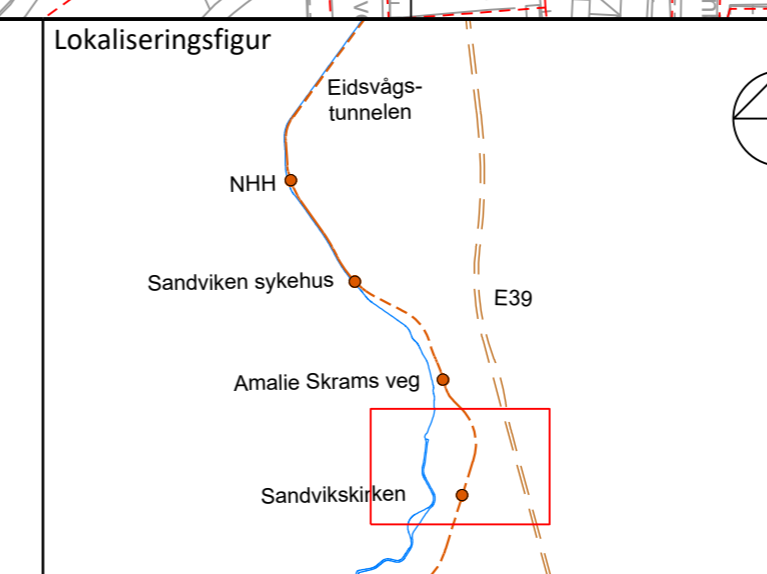 Lokaliseringsfigur
Eidsvågs-
tunnelen
NHH
Sandviken sykehus
E39
Amalie Skrams veg
Sandvikskirken